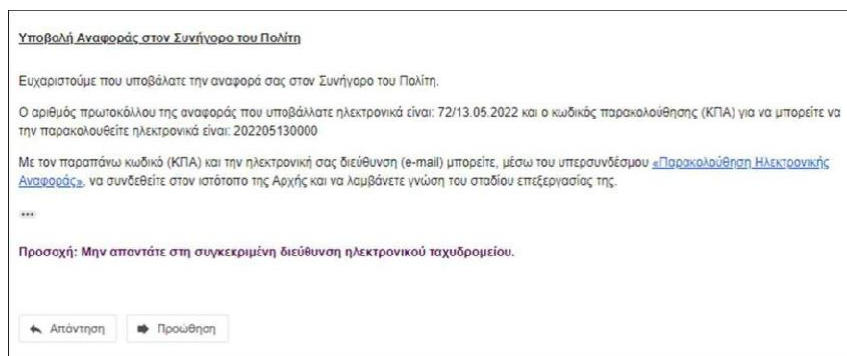 Υποβολή Αναφοράς στον Συνήγορο του Πολίτη
Ευχαριστούμε που υποβάλατε την αναφορά σας στον Συνήγορο του Πολίτη.
Ο αριθμός πρωτοκόλλου της αναφοράς που υποβάλλατε ηλεκτρονικά είναι: 72/13.05.2022 και ο κωδικός παρακολούθησης (ΚΠΑ) για να μπορείτε να
την παρακολουθείτε ηλεκτρονικά είναι: 202205130000
Με τον παραπάνω κωδικό (ΚΠΑ) και την ηλεκτρονική σας διεύθυνση (e-mail) μπορείτε, μέσω του υπερσυνδέσμου «Παρακολούθηση Ηλεκτρονικής
Αναφοράς», να συνδεθείτε στον ιστότοπο της Αρχής και να λαμβάνετε γνώση του σταδίου επεξεργασίας της.
...
Προσοχή: Μην απαντάτε στη συγκεκριμένη διεύθυνση ηλεκτρονικού ταχυδρομείου.
Απάντηση Προώθηση